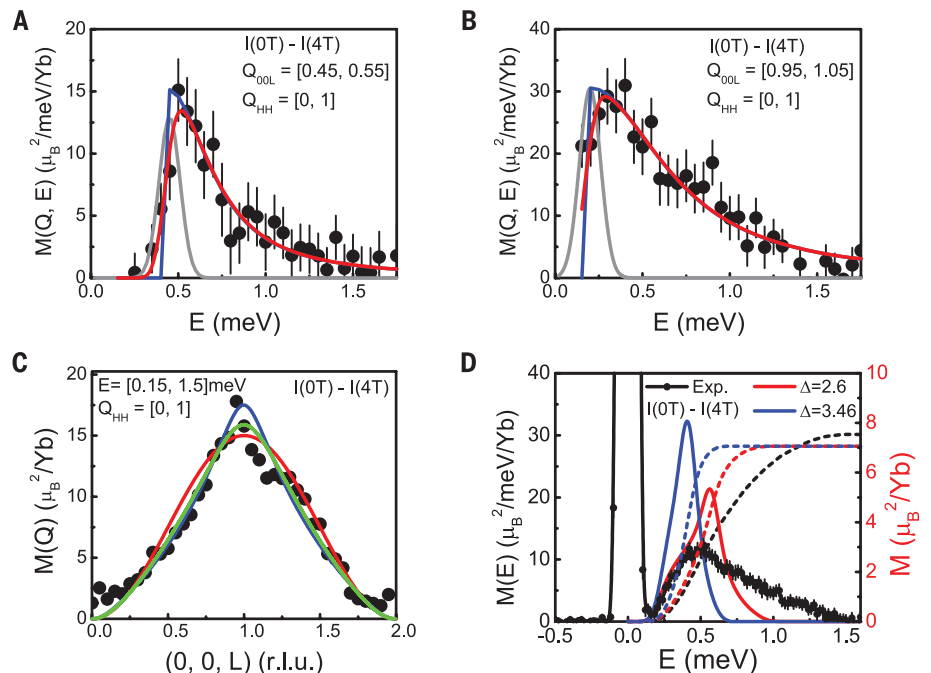 A
I(0T) - I(4T)
Q00L = [0.45, 0.55]
QHH = [0, 1]
M(Q, E) (μB²/meV/Yb)
20
15
10
5
0
0.0 0.5 1.0 1.5
E (meV)
B
I(0T) - I(4T)
Q00L = [0.95, 1.05]
QHH = [0, 1]
M(Q, E) (μB²/meV/Yb)
40
30
20
10
0
0.0 0.5 1.0 1.5
E (meV)
C
E= [0.15, 1.5]meV I(0T) - I(4T)
QHH = [0, 1]
M(Q) (μB²/Yb)
20
15
10
5
0
0.0 0.5 1.0 1.5 2.0
(0, 0, L) (r.l.u.)
D
Exp. Δ=2.6
I(0T) - I(4T) Δ=3.46
M(E) (μB²/meV/Yb)
40
30
20
10
0
-0.5 0.0 0.5 1.0 1.5
E (meV)
10
8
6
4
2
0
M (μB²/Yb)